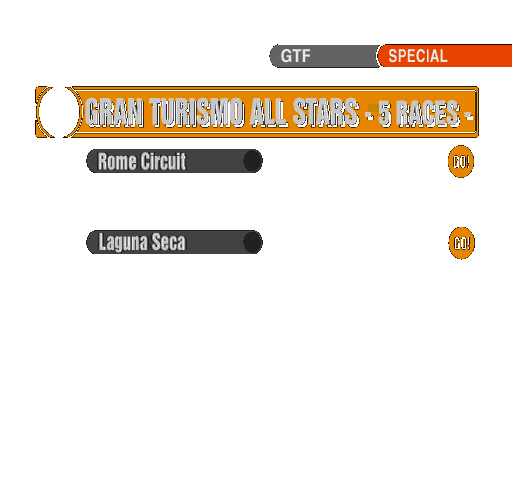 GTF SPECIAL
GRAN TURISMO ALL STARS - 5 RACES -
Rome Circuit GO!
Laguna Seca GO!